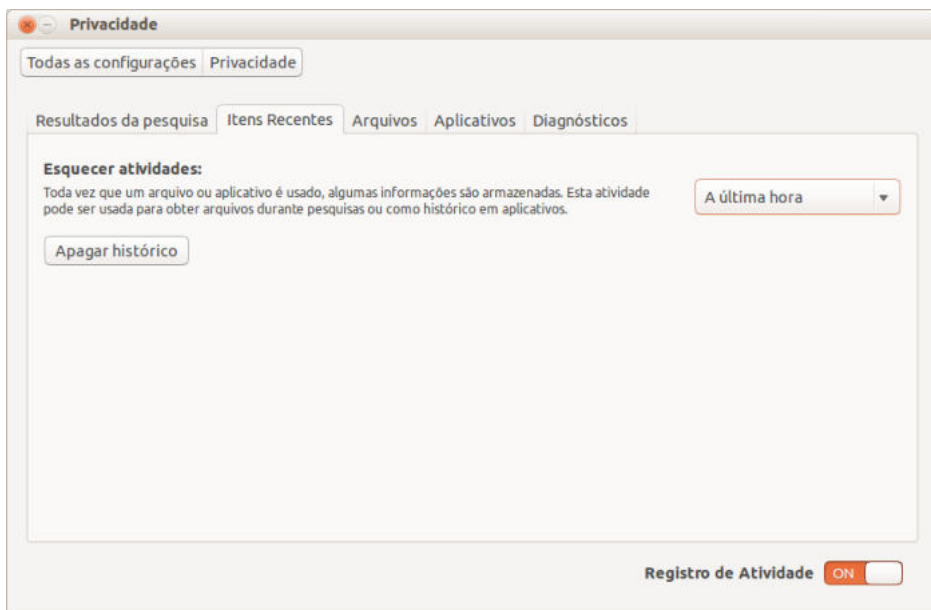 Privacidade
Todas as configurações Privacidade
Resultados da pesquisa Itens Recentes Arquivos Aplicativos Diagnósticos
Esquecer atividades:
Toda vez que um arquivo ou aplicativo é usado, algumas informações são armazenadas. Esta atividade
pode ser usada para obter arquivos durante pesquisas ou como histórico em aplicativos.
A última hora
Apagar histórico
Registro de Atividade ON